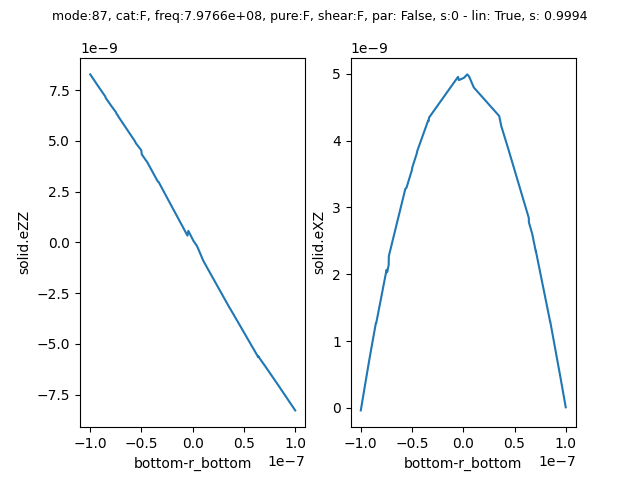 mode:87, cat:F, freq:7.9766e+08, pure:F, shear:F, par: False, s:0 - lin: True, s: 0.9994
1e−9
7.5
5.0
2.5
0.0
−2.5
−5.0
−7.5
solid.eZZ
−1.0 −0.5 0.0 0.5 1.0
bottom-r_bottom 1e−7
1e−9
5
4
3
2
1
0
solid.eXZ
−1.0 −0.5 0.0 0.5 1.0
bottom-r_bottom 1e−7